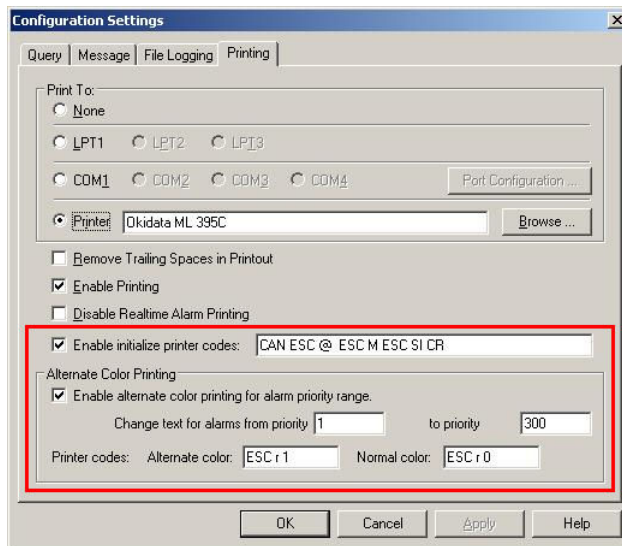 Configuration Settings
Query Message File Logging Printing
Print To:
None
LPT1 LPT2 LPT3
COM1 COM2 COM3 COM4 Port Configuration ...
Printer Okidata ML 395C Browse ...
Remove Trailing Spaces in Printout
Enable Printing
Disable Realtime Alarm Printing
Enable initialize printer codes: CAN ESC @ ESC M ESC SI CR
Alternate Color Printing
Enable alternate color printing for alarm priority range.
Change text for alarms from priority 1 to priority 300
Printer codes: Alternate color: ESC r 1 Normal color: ESC r 0
OK Cancel Apply Help